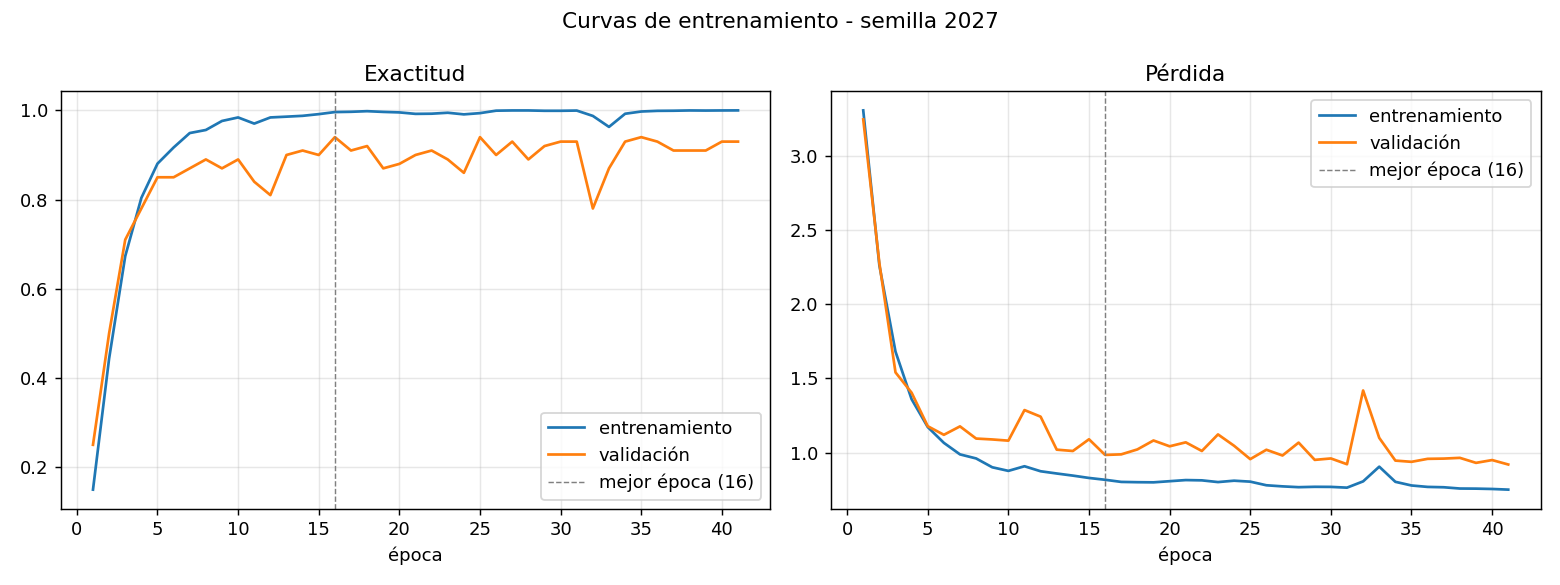 Curvas de entrenamiento - semilla 2027
Exactitud
1.0
0.8
0.6
0.4
0.2
0 5 10 15 20 25 30 35 40
época
entrenamiento
validación
mejor época (16)
Pérdida
3.0
2.5
2.0
1.5
1.0
0 5 10 15 20 25 30 35 40
época
entrenamiento
validación
mejor época (16)